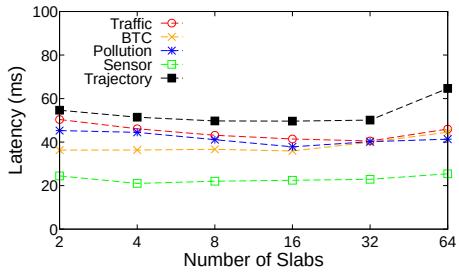 100
80
60
40
20
0
Latency (ms)
Traffic
BTC
Pollution
Sensor
Trajectory
2 4 8 16 32 64
Number of Slabs